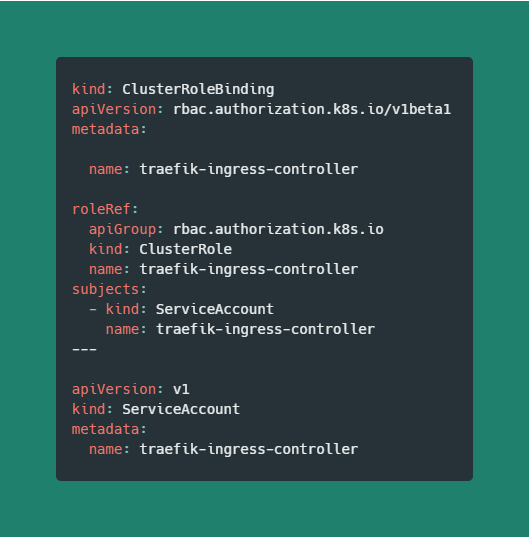 kind: ClusterRoleBinding
apiVersion: rbac.authorization.k8s.io/v1beta1
metadata:
  name: traefik-ingress-controller
roleRef:
  apiGroup: rbac.authorization.k8s.io
  kind: ClusterRole
  name: traefik-ingress-controller
subjects:
  - kind: ServiceAccount
    name: traefik-ingress-controller
---
apiVersion: v1
kind: ServiceAccount
metadata:
  name: traefik-ingress-controller